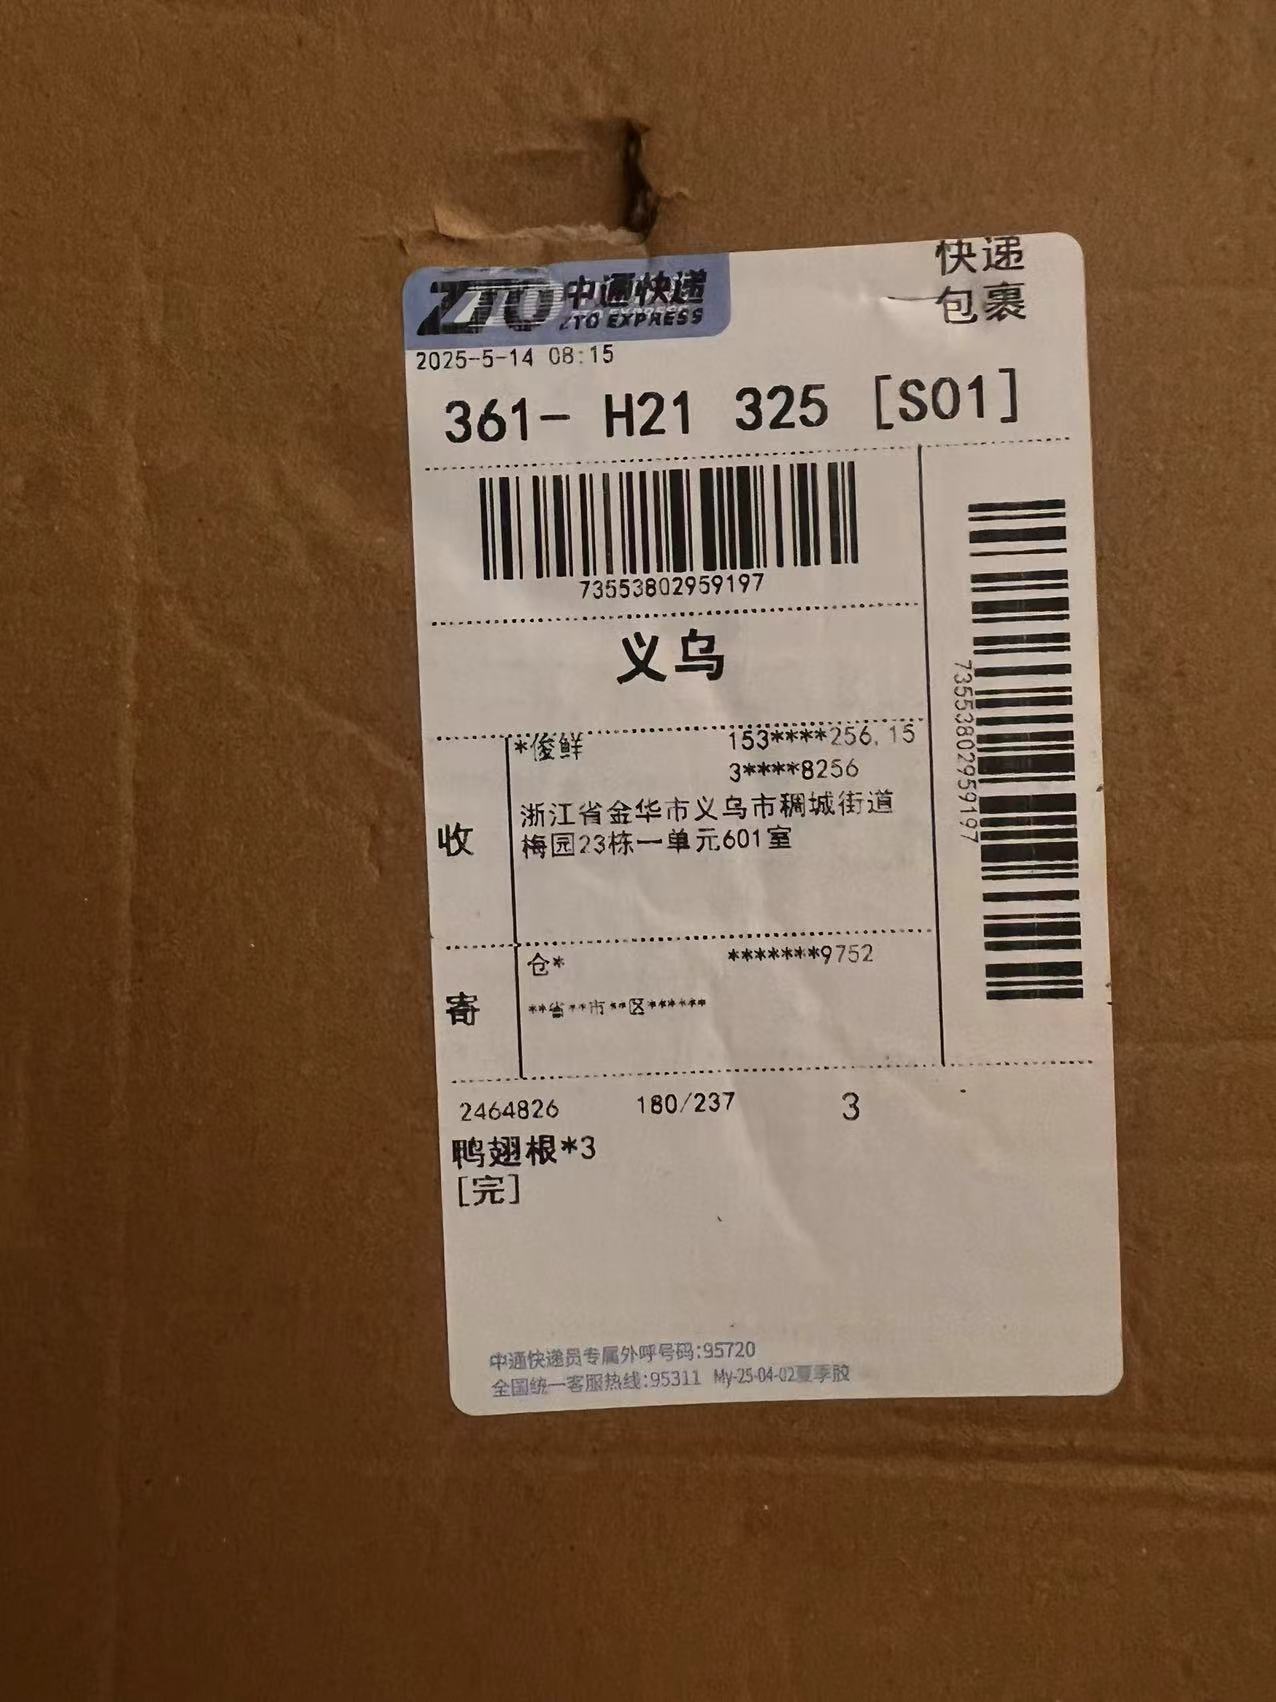 ZTO 中通快递
ZTO EXPRESS
快递
包裹
2025-5-14 08:15
361- H21 325 [S01]
73553802959197
73553802959197
义乌
收
*俊鲜 153****256,15
3****8256
浙江省金华市义乌市稠城街道
梅园23栋一单元601室
寄
仓* *******9752
**省**市**区******
2464826 180/237 3
鸭翅根*3
[完]
中通快递员专属外呼号码:95720
全国统一客服热线:95311 My-25-04-02夏季胶